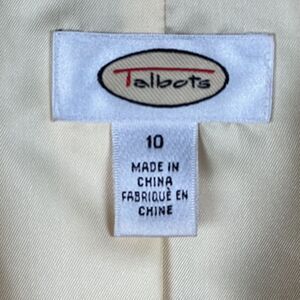 Talbots
10
MADE IN
CHINA
FABRIQUÉ EN
CHINE